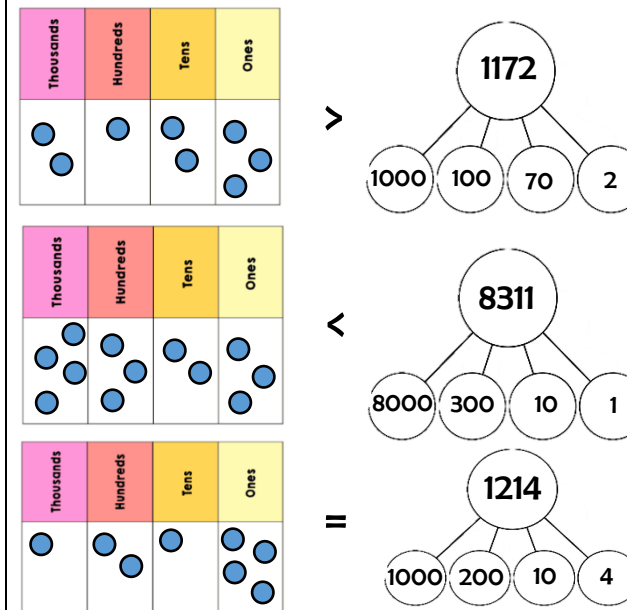 Thousands Hundreds Tens Ones
>
1172
1000 100 70 2
Thousands Hundreds Tens Ones
<
8311
8000 300 10 1
Thousands Hundreds Tens Ones
=
1214
1000 200 10 4